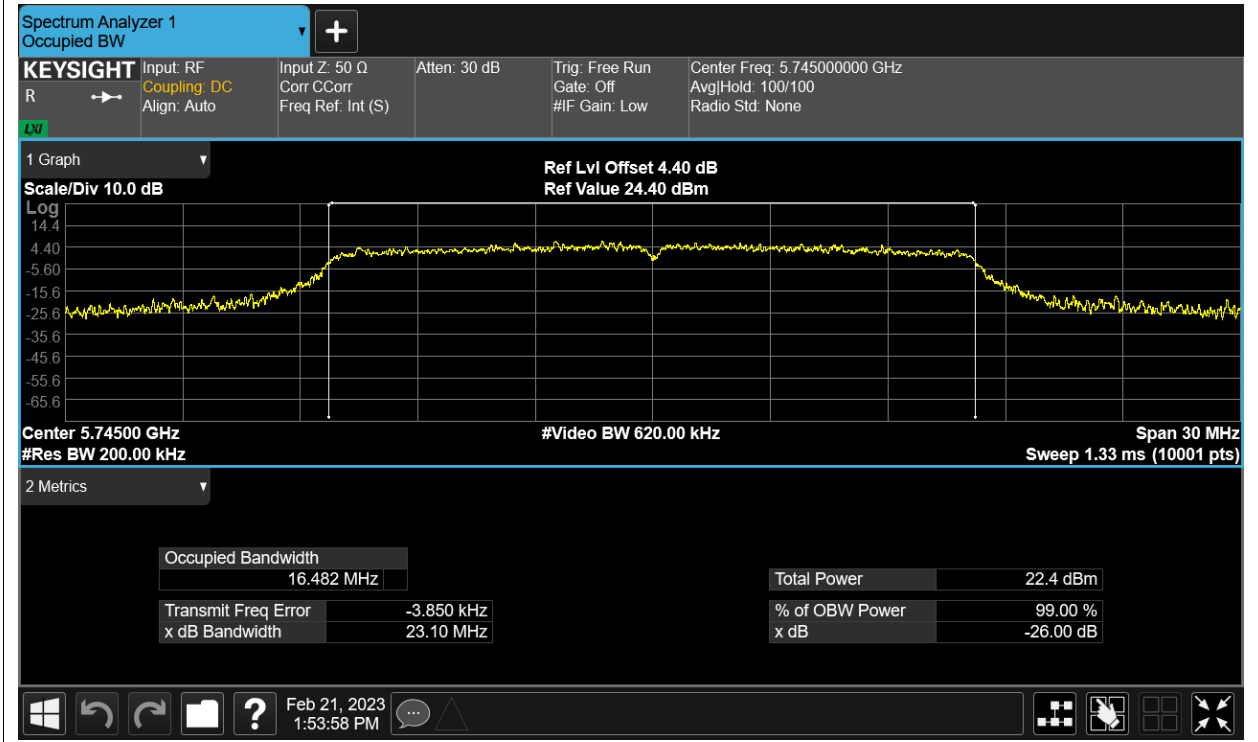 Spectrum Analyzer 1
Occupied BW
KEYSIGHT Input: RF Input Z: 50 Ω Atten: 30 dB Trig: Free Run Center Freq: 5.745000000 GHz
R Coupling: DC Corr CCorr Gate: Off Avg|Hold: 100/100
Align: Auto Freq Ref: Int (S) #IF Gain: Low Radio Std: None
LXI
1 Graph
Ref Lvl Offset 4.40 dB
Scale/Div 10.0 dB Ref Value 24.40 dBm
Log
14.4
4.40
-5.60
-15.6
-25.6
-35.6
-45.6
-55.6
-65.6
Center 5.74500 GHz #Video BW 620.00 kHz Span 30 MHz
#Res BW 200.00 kHz Sweep 1.33 ms (10001 pts)
2 Metrics
Occupied Bandwidth
16.482 MHz Total Power 22.4 dBm
Transmit Freq Error -3.850 kHz % of OBW Power 99.00 %
x dB Bandwidth 23.10 MHz x dB -26.00 dB
? Feb 21, 2023
1:53:58 PM